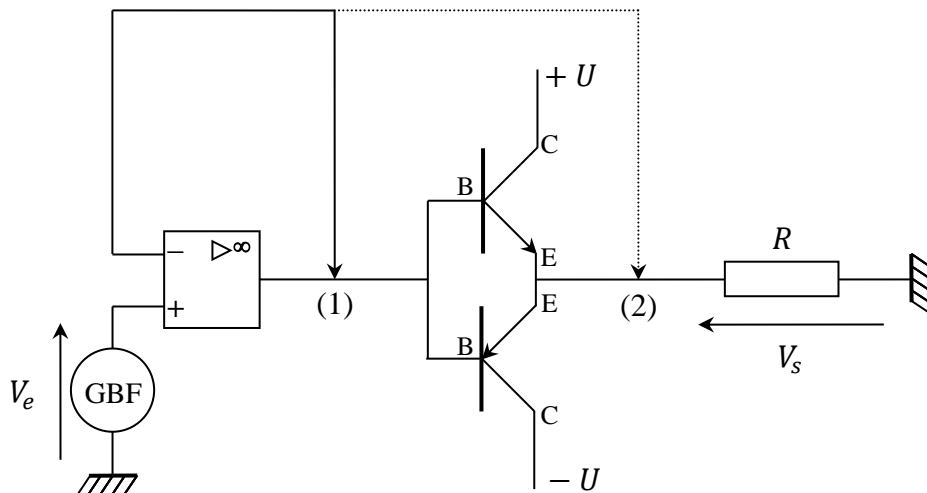 + U
C
B
E
− ▷ ∞
+
(1)
E
(2)
R
B
V_e
GBF
V_s
C
− U